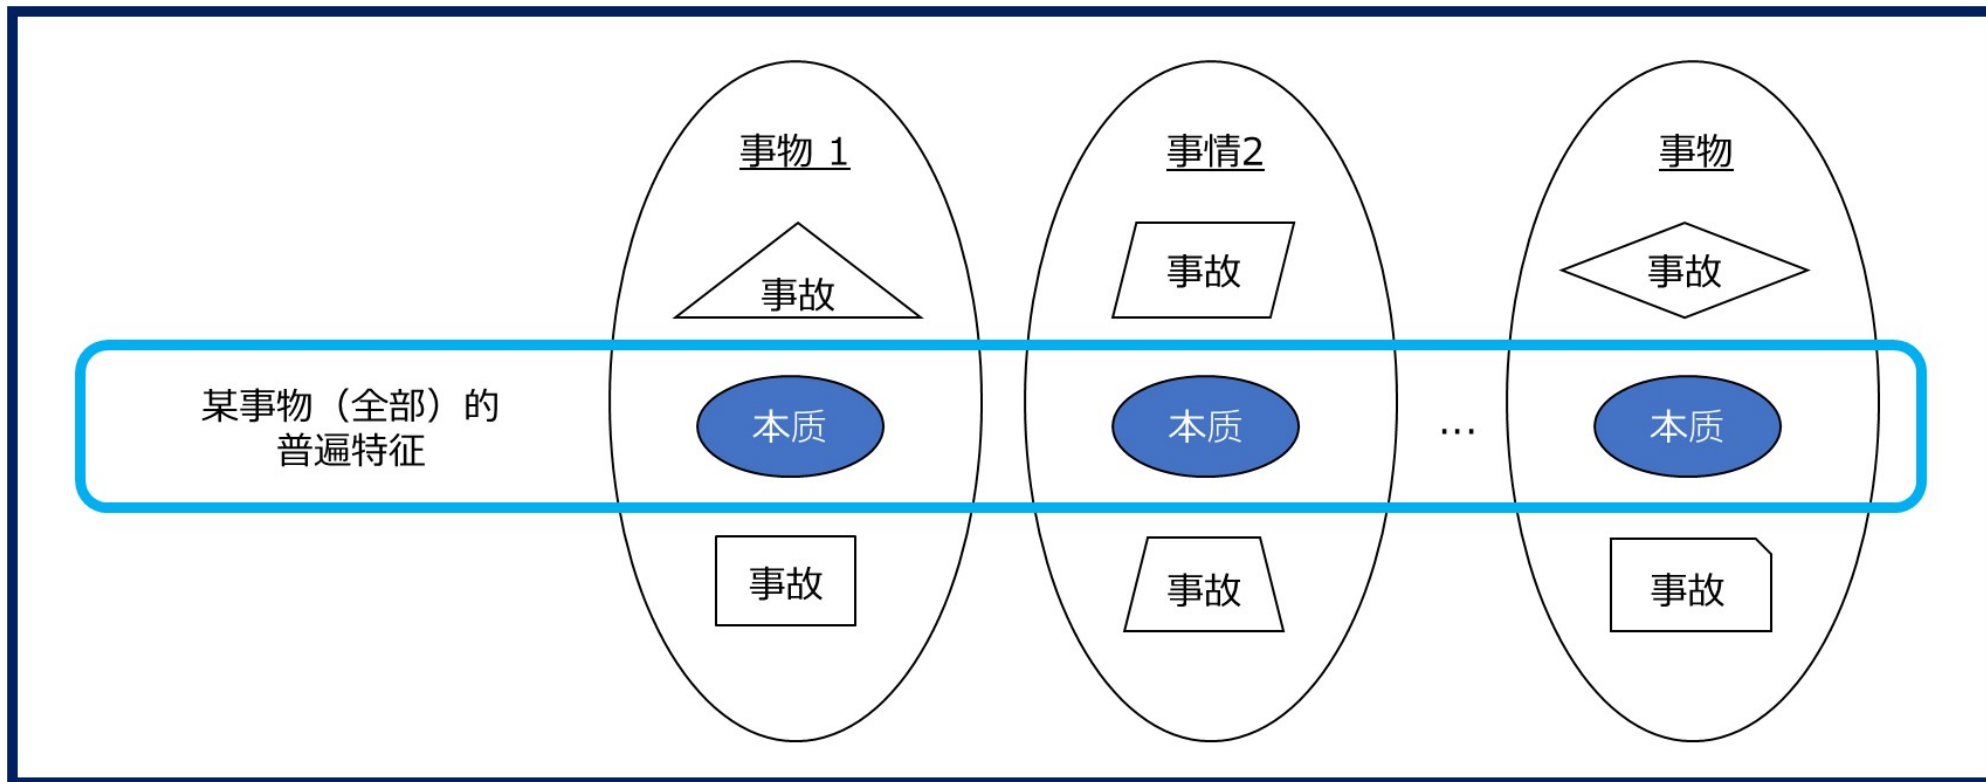 事物 1
事情2
事物
事故
事故
事故
某事物（全部）的
普遍特征
本质
本质
...
本质
事故
事故
事故